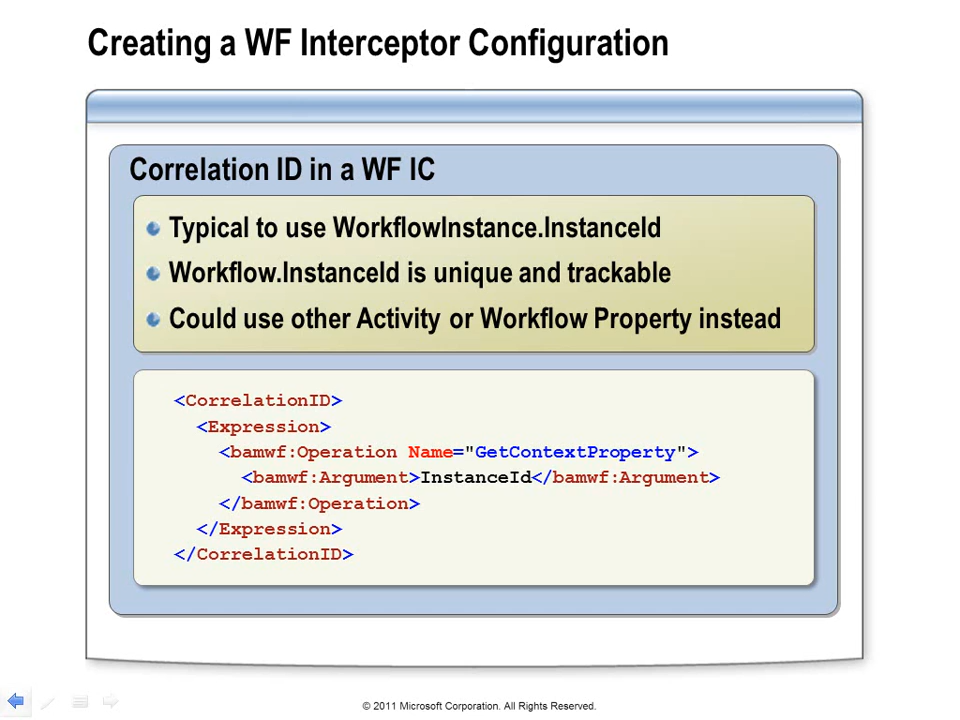 Creating a WF Interceptor Configuration
Correlation ID in a WF IC
Typical to use WorkflowInstance.InstanceId
Workflow.InstanceId is unique and trackable
Could use other Activity or Workflow Property instead
<CorrelationID>
  <Expression>
    <bamwf:Operation Name="GetContextProperty">
      <bamwf:Argument>InstanceId</bamwf:Argument>
    </bamwf:Operation>
  </Expression>
</CorrelationID>
© 2011 Microsoft Corporation. All Rights Reserved.